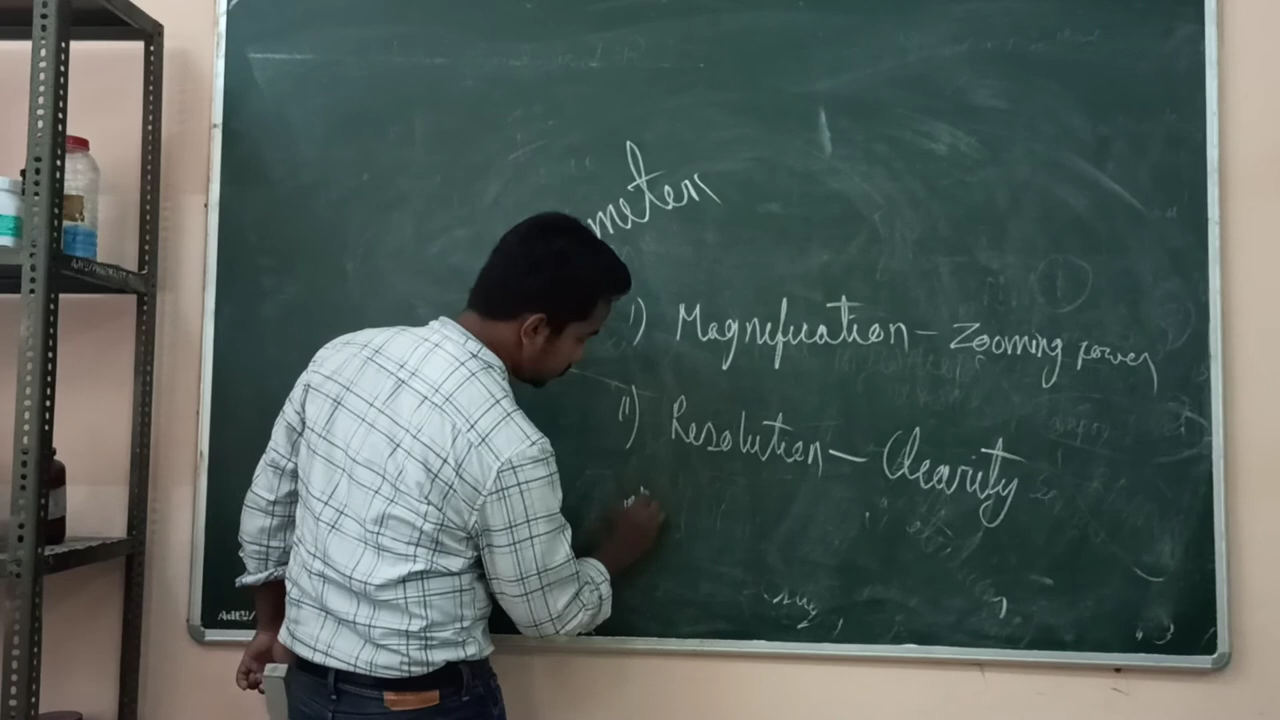 meters
i) Magnification - Zooming power
ii) Resolution - Clearity